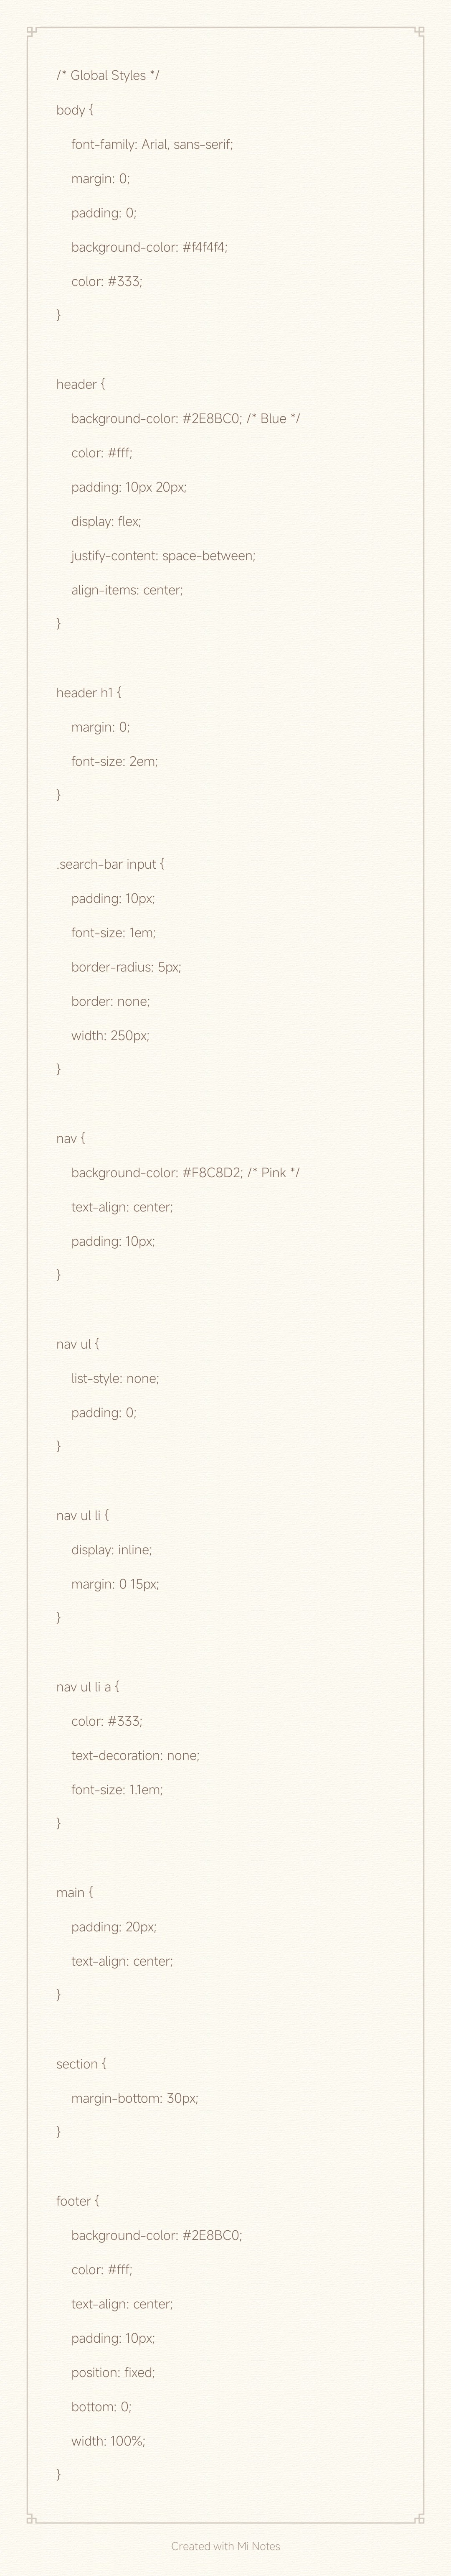 /* Global Styles */
body {
font-family: Arial, sans-serif;
margin: 0;
padding: 0;
background-color: #f4f4f4;
color: #333;
}
header {
background-color: #2E8BC0; /* Blue */
color: #fff;
padding: 10px 20px;
display: flex;
justify-content: space-between;
align-items: center;
}
header h1 {
margin: 0;
font-size: 2em;
}
.search-bar input {
padding: 10px;
font-size: 1em;
border-radius: 5px;
border: none;
width: 250px;
}
nav {
background-color: #F8C8D2; /* Pink */
text-align: center;
padding: 10px;
}
nav ul {
list-style: none;
padding: 0;
}
nav ul li {
display: inline;
margin: 0 15px;
}
nav ul li a {
color: #333;
text-decoration: none;
font-size: 1.1em;
}
main {
padding: 20px;
text-align: center;
}
section {
margin-bottom: 30px;
}
footer {
background-color: #2E8BC0;
color: #fff;
text-align: center;
padding: 10px;
position: fixed;
bottom: 0;
width: 100%;
}
Created with Mi Notes